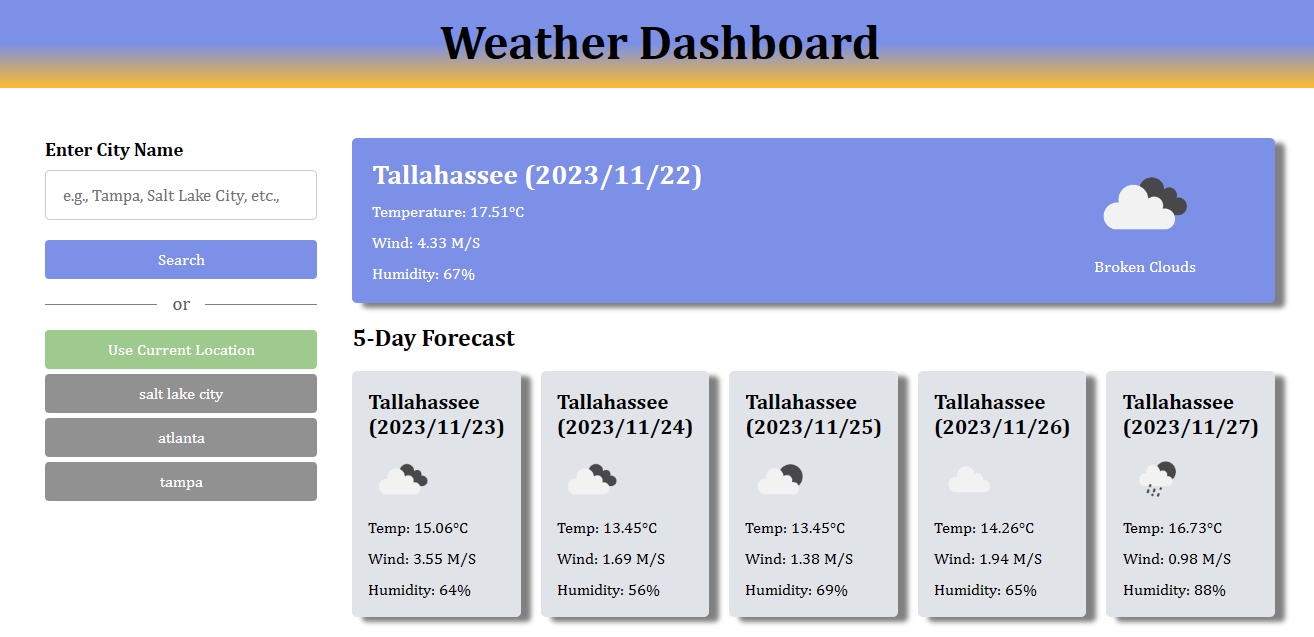 Weather Dashboard
Enter City Name
e.g., Tampa, Salt Lake City, etc.,
Search
or
Use Current Location
salt lake city
atlanta
tampa
Tallahassee (2023/11/22)
Temperature: 17.51°C
Wind: 4.33 M/S
Humidity: 67%
Broken Clouds
5-Day Forecast
Tallahassee
(2023/11/23)
Temp: 15.06°C
Wind: 3.55 M/S
Humidity: 64%
Tallahassee
(2023/11/24)
Temp: 13.45°C
Wind: 1.69 M/S
Humidity: 56%
Tallahassee
(2023/11/25)
Temp: 13.45°C
Wind: 1.38 M/S
Humidity: 69%
Tallahassee
(2023/11/26)
Temp: 14.26°C
Wind: 1.94 M/S
Humidity: 65%
Tallahassee
(2023/11/27)
Temp: 16.73°C
Wind: 0.98 M/S
Humidity: 88%